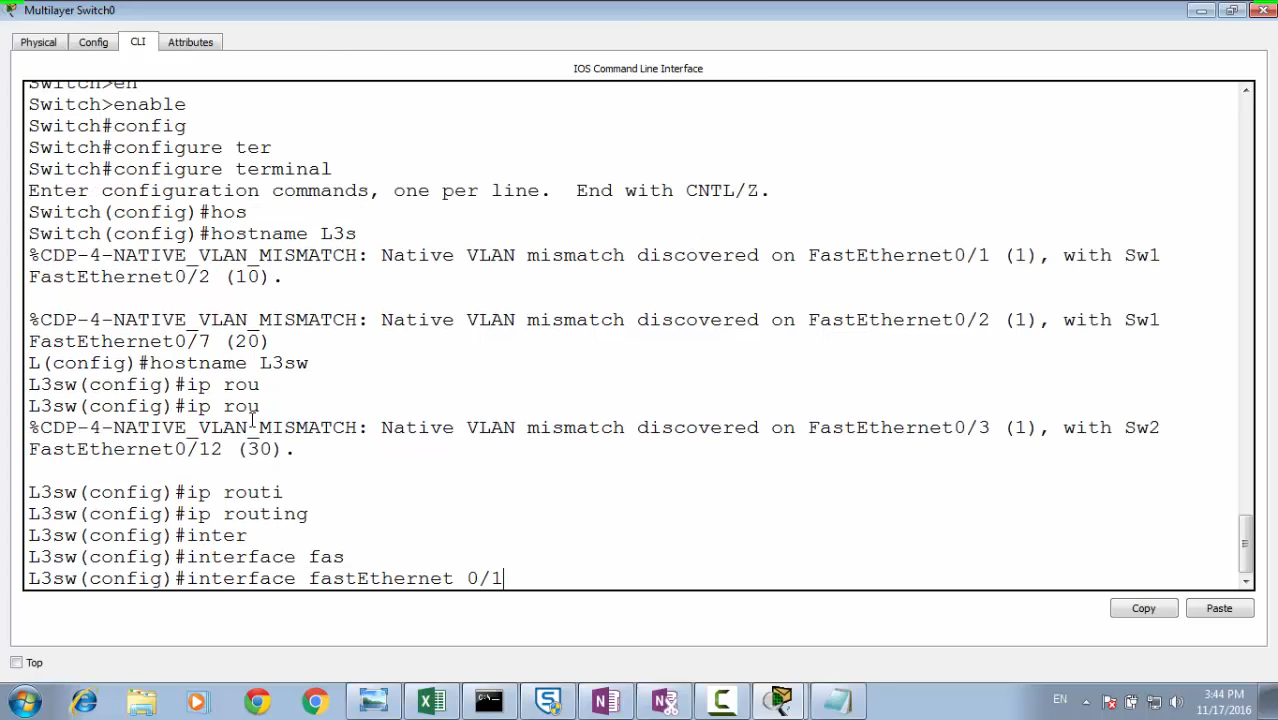 Multilayer Switch0
Physical
Config
CLI
Attributes
IOS Command Line Interface
Switch>en
Switch>enable
Switch#config
Switch#configure ter
Switch#configure terminal
Enter configuration commands, one per line.  End with CNTL/Z.
Switch(config)#hos
Switch(config)#hostname L3s
%CDP-4-NATIVE_VLAN_MISMATCH: Native VLAN mismatch discovered on FastEthernet0/1 (1), with Sw1
FastEthernet0/2 (10).
%CDP-4-NATIVE_VLAN_MISMATCH: Native VLAN mismatch discovered on FastEthernet0/2 (1), with Sw1
FastEthernet0/7 (20)
L(config)#hostname L3sw
L3sw(config)#ip rou
L3sw(config)#ip rou
%CDP-4-NATIVE_VLAN_MISMATCH: Native VLAN mismatch discovered on FastEthernet0/3 (1), with Sw2
FastEthernet0/12 (30).
L3sw(config)#ip routi
L3sw(config)#ip routing
L3sw(config)#inter
L3sw(config)#interface fas
L3sw(config)#interface fastEthernet 0/1
Copy
Paste
Top
EN
3:44 PM
11/17/2016